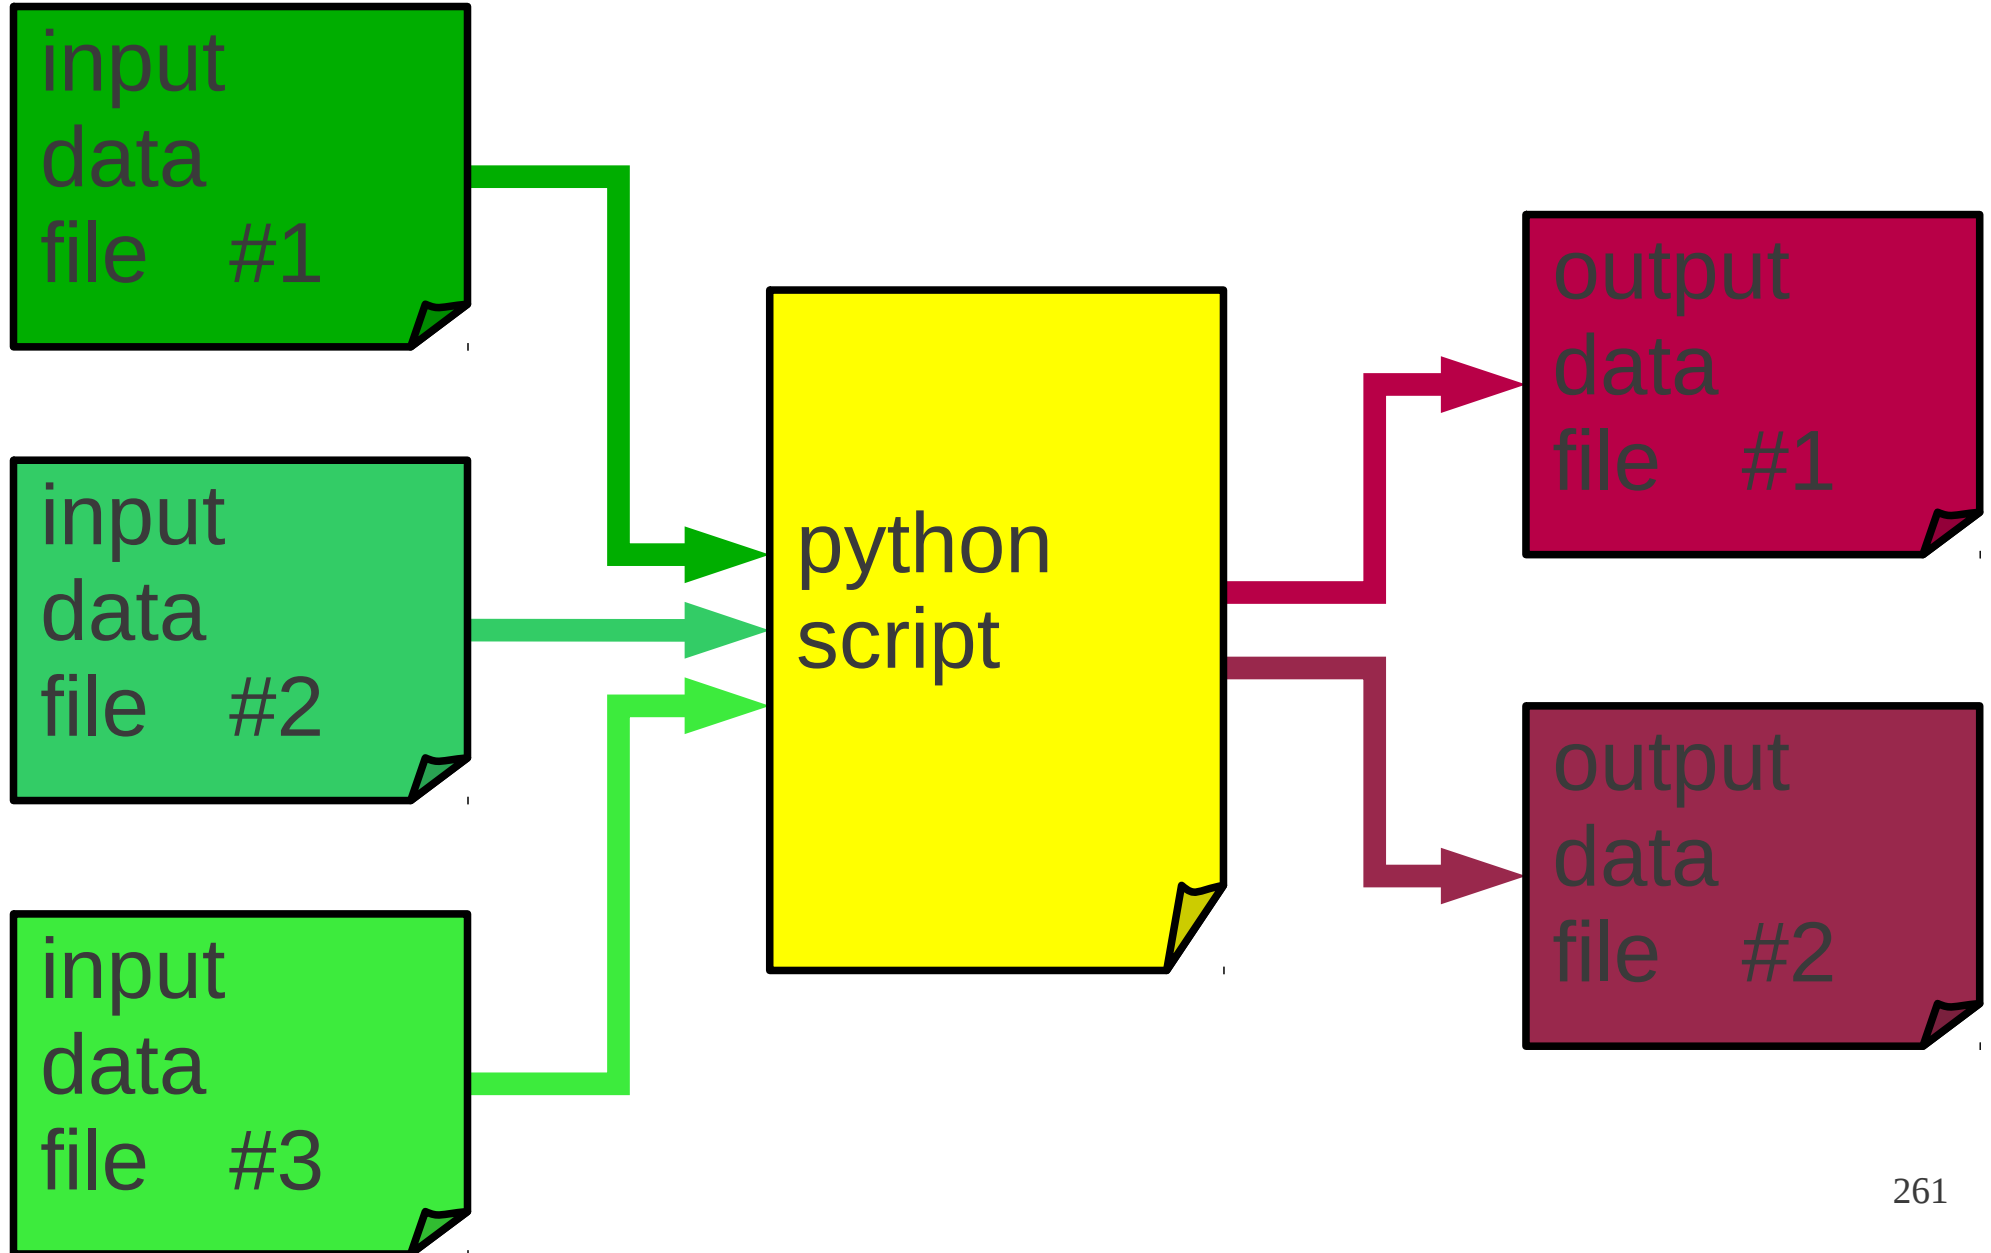 input
data
file #1
input
data
file #2
input
data
file #3
python
script
output
data
file #1
output
data
file #2
261